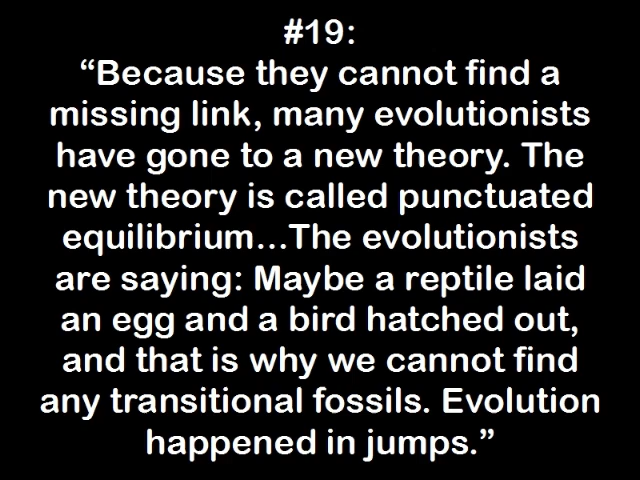 #19:
“Because they cannot find a
missing link, many evolutionists
have gone to a new theory. The
new theory is called punctuated
equilibrium...The evolutionists
are saying: Maybe a reptile laid
an egg and a bird hatched out,
and that is why we cannot find
any transitional fossils. Evolution
happened in jumps.”